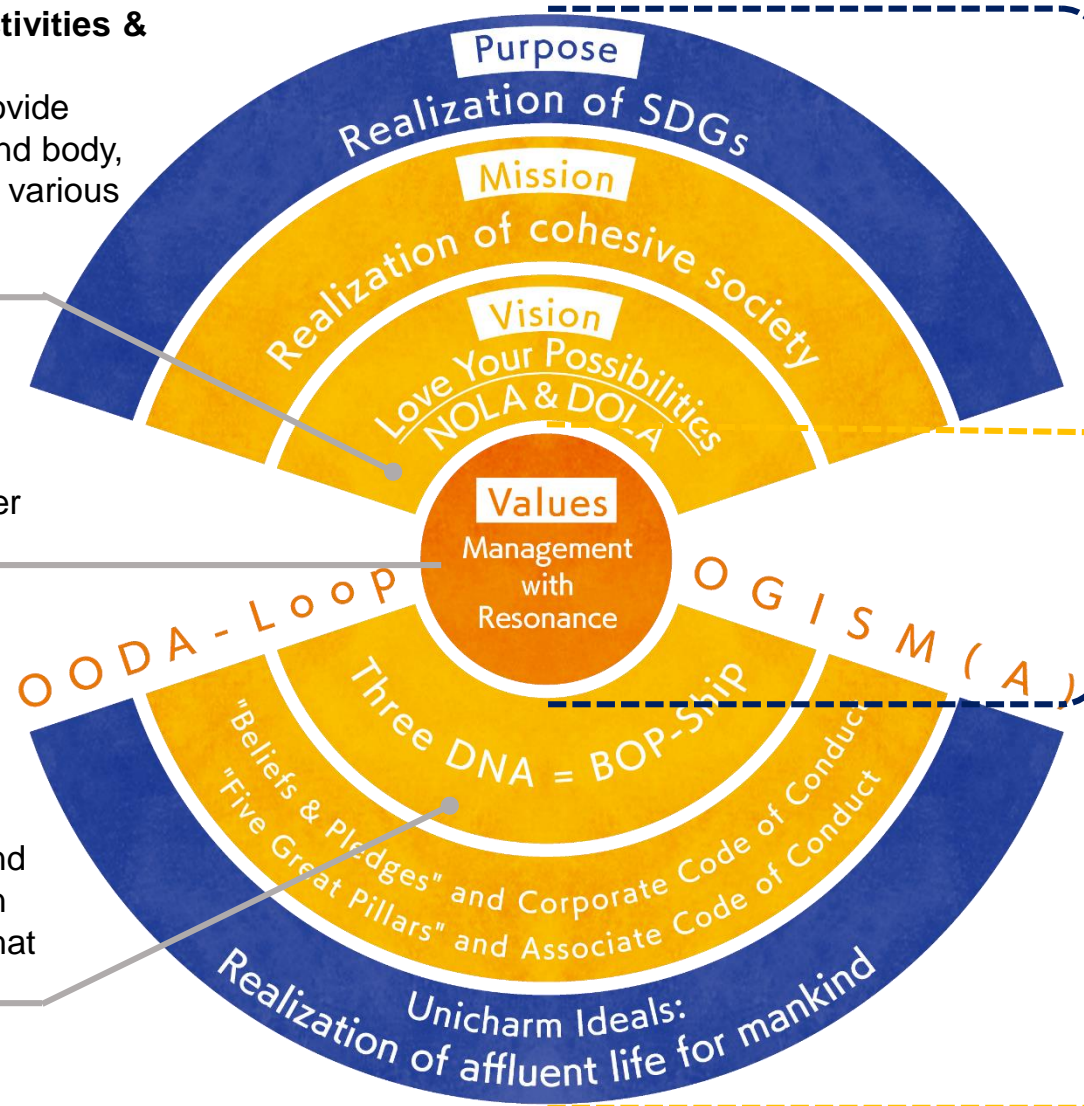 tivities &
ovide
nd body,
various
er
nd
n
nat
Purpose
Realization of SDGs
Mission
Realization of cohesive society
Vision
Love Your Possibilities
NOLA & DOLA
Values
Management
with
Resonance
OODA-Loop
OGISM(A)
Three DNA = BOP-Ship
"Beliefs & Pledges" and Corporate Code of Conduct
"Five Great Pillars" and Associate Code of Conduct
Unicharm Ideals:
Realization of affluent life for mankind